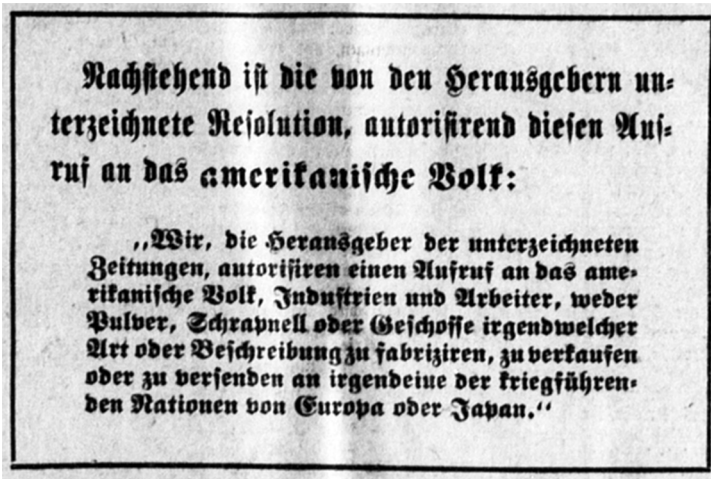 Nachstehend ist die von den Herausgebern un-
terzeichnete Resolution, autorisirend diesen Auf-
ruf an das amerikanische Volk:
„Wir, die Herausgeber der unterzeichneten
Zeitungen, autorisiren einen Aufruf an das ame-
rikanische Volk, Industrien und Arbeiter, weder
Pulver, Schrapnell oder Geschosse irgendwelcher
Art oder Beschreibung zu fabriziren, zu verkaufen
oder zu versenden an irgendeine der kriegführen-
den Nationen von Europa oder Japan.“